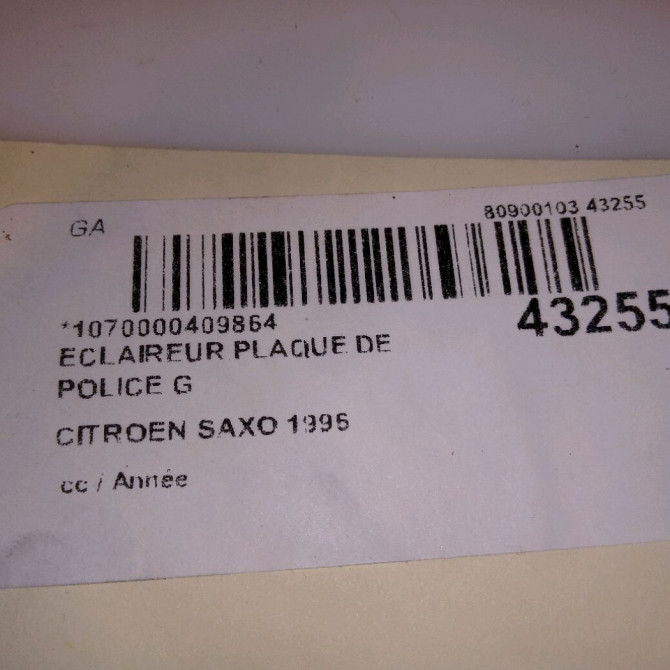 GA
80900103 43255
*1070000409864
43255
ECLAIREUR PLAQUE DE
POLICE G
CITROEN SAXO 1996
cc / Année